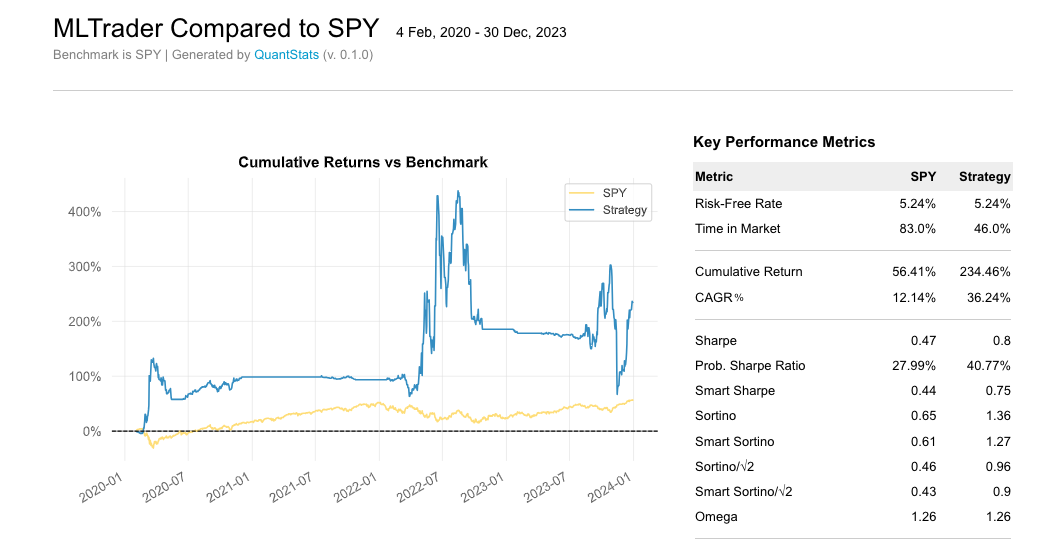 MLTrader Compared to SPY 4 Feb, 2020 - 30 Dec, 2023
Benchmark is SPY | Generated by QuantStats (v. 0.1.0)
Cumulative Returns vs Benchmark
SPY
Strategy
400%
300%
200%
100%
0%
2020-01
2020-07
2021-01
2021-07
2022-01
2022-07
2023-01
2023-07
2024-01
Key Performance Metrics
Metric SPY Strategy
Risk-Free Rate 5.24% 5.24%
Time in Market 83.0% 46.0%
Cumulative Return 56.41% 234.46%
CAGR﹪ 12.14% 36.24%
Sharpe 0.47 0.8
Prob. Sharpe Ratio 27.99% 40.77%
Smart Sharpe 0.44 0.75
Sortino 0.65 1.36
Smart Sortino 0.61 1.27
Sortino/√2 0.46 0.96
Smart Sortino/√2 0.43 0.9
Omega 1.26 1.26